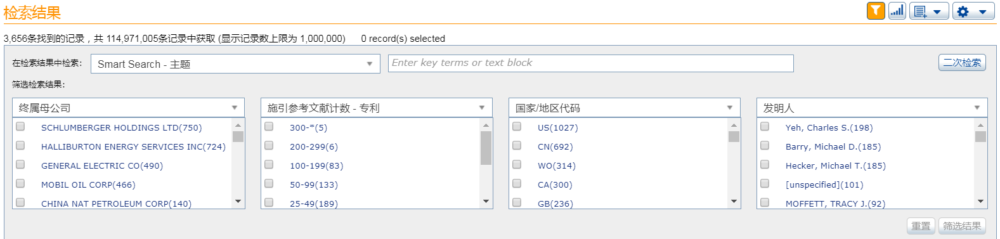 检索结果
3,656条找到的记录，共 114,971,005条记录中获取 (显示记录数上限为 1,000,000) 0 record(s) selected
在检索结果中检索： Smart Search - 主题 Enter key terms or text block 二次检索
筛选检索结果：
终属母公司
SCHLUMBERGER HOLDINGS LTD(750)
HALLIBURTON ENERGY SERVICES INC(724)
GENERAL ELECTRIC CO(490)
MOBIL OIL CORP(466)
CHINA NAT PETROLEUM CORP(140)
施引参考文献计数 - 专利
300-*(5)
200-299(6)
100-199(83)
50-99(133)
25-49(189)
国家/地区代码
US(1027)
CN(692)
WO(314)
CA(300)
GB(236)
发明人
Yeh, Charles S.(198)
Barry, Michael D.(185)
Hecker, Michael T.(185)
[unspecified](101)
MOFFETT, TRACY J.(92)
重置 筛选结果